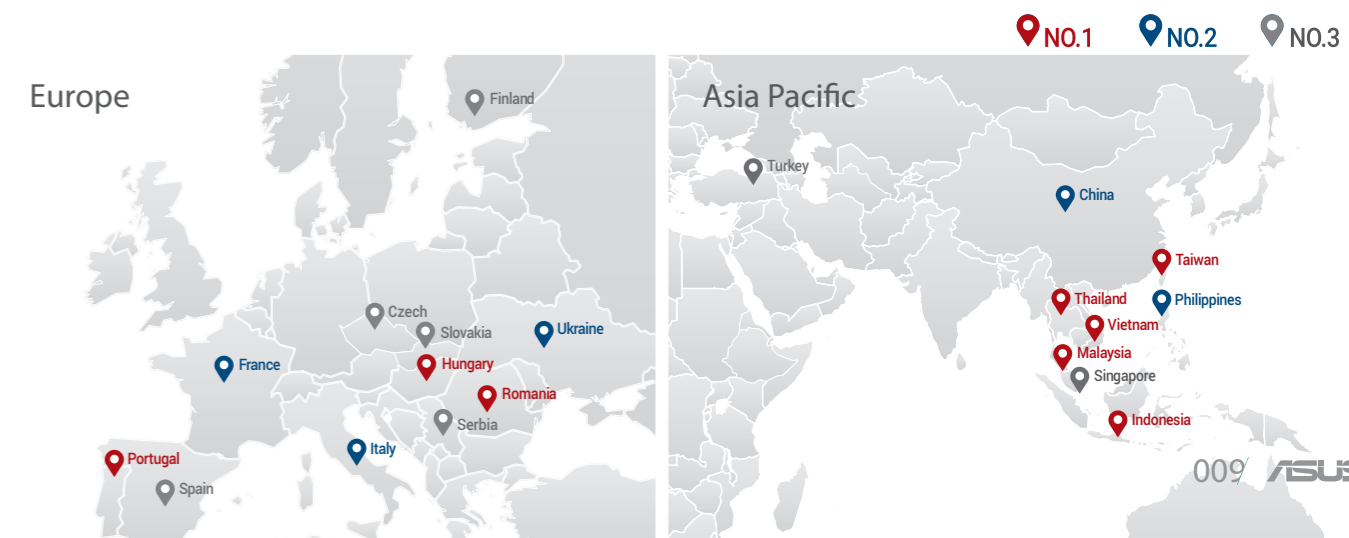 NO.1
NO.2
NO.3
Europe
Finland
Czech
Slovakia
Ukraine
France
Hungary
Romania
Serbia
Italy
Portugal
Spain
Asia Pacific
Turkey
China
Taiwan
Thailand
Philippines
Vietnam
Malaysia
Singapore
Indonesia
009/ ASUS